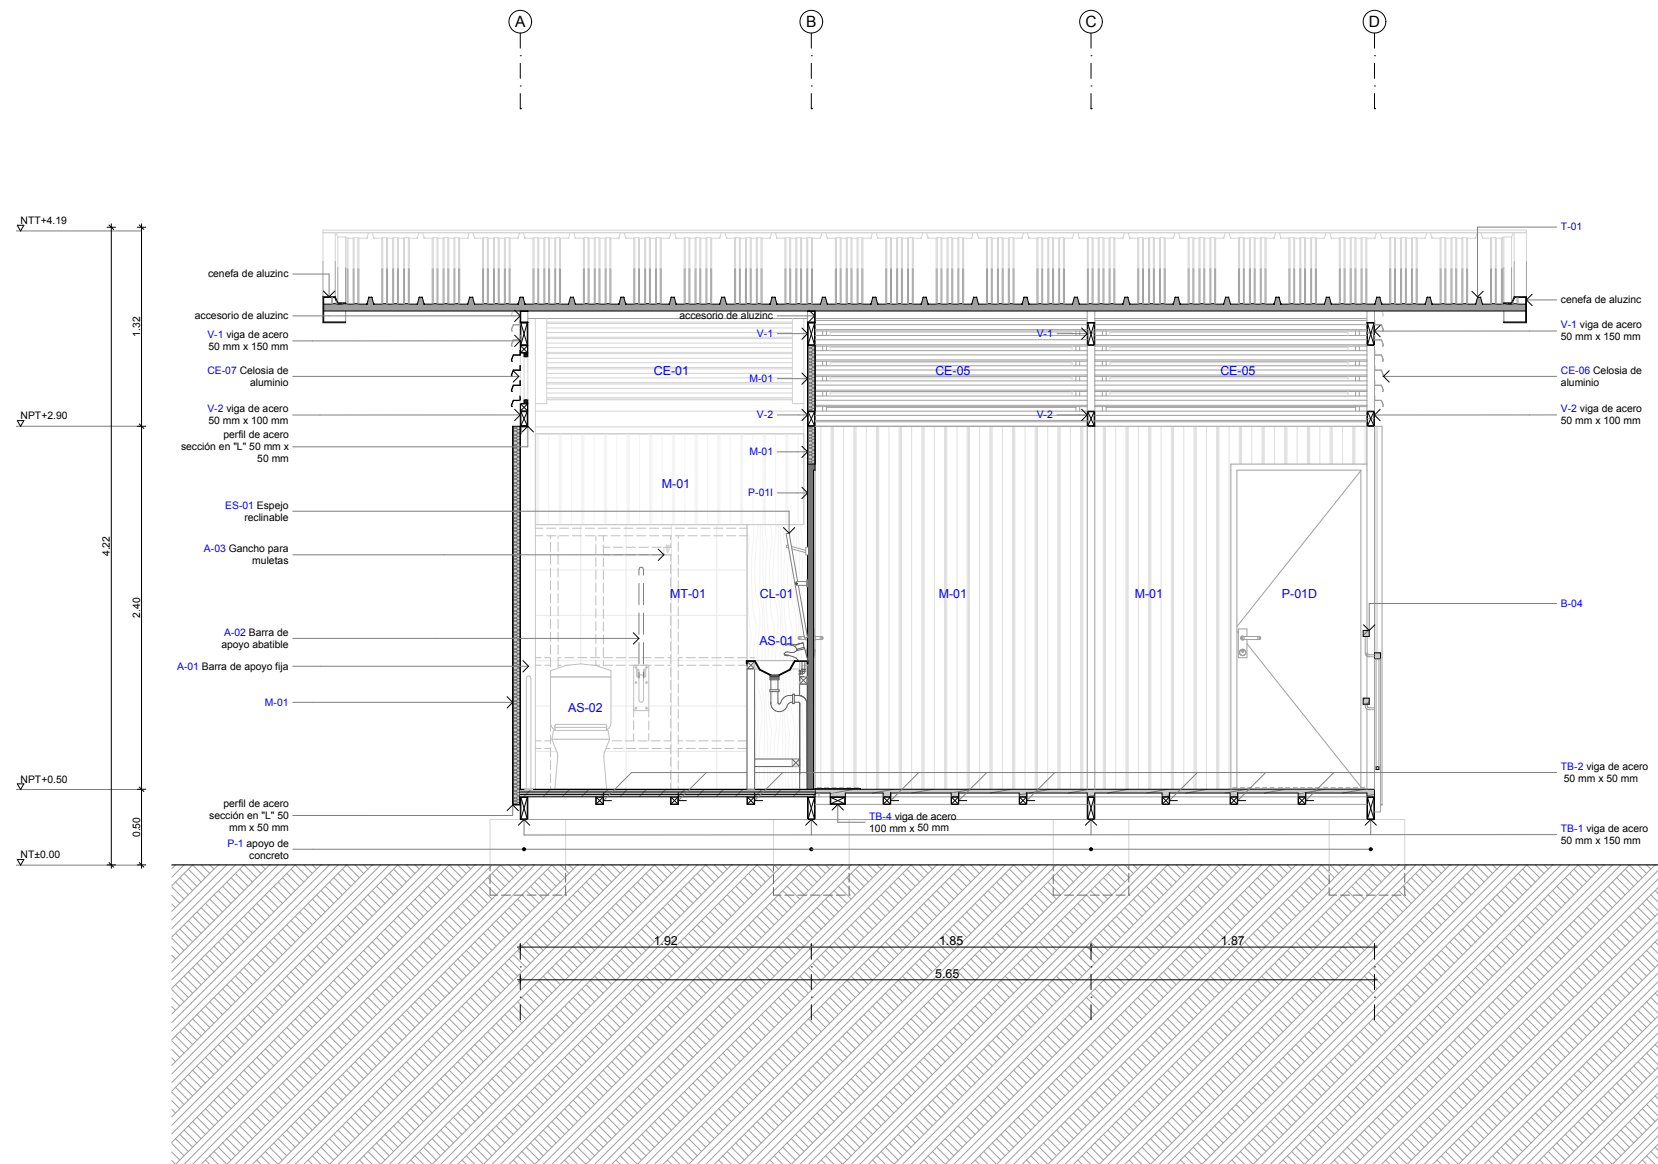 A
B
C
D
NTT+4.19
T-01
cenefa de aluzinc
cenefa de aluzinc
accesorio de aluzinc
accesorio de aluzinc
V-1 viga de acero
50 mm x 150 mm
V-1
V-1
V-1 viga de acero
50 mm x 150 mm
1.32
CE-07 Celosia de
aluminio
CE-01
M-01
CE-05
CE-05
CE-06 Celosia de
aluminio
V-2 viga de acero
50 mm x 100 mm
V-2
V-2
V-2 viga de acero
50 mm x 100 mm
NPT+2.90
perfil de acero
sección en "L" 50 mm x
50 mm
M-01
M-01
P-01I
ES-01 Espejo
reclinable
A-03 Gancho para
muletas
4.22
2.40
MT-01
CL-01
M-01
M-01
P-01D
B-04
A-02 Barra de
apoyo abatible
AS-01
A-01 Barra de apoyo fija
M-01
AS-02
NPT+0.50
TB-2 viga de acero
50 mm x 50 mm
perfil de acero
sección en "L" 50
mm x 50 mm
0.50
TB-4 viga de acero
100 mm x 50 mm
TB-1 viga de acero
50 mm x 150 mm
P-1 apoyo de
concreto
NT±0.00
1.92
1.85
1.87
5.65